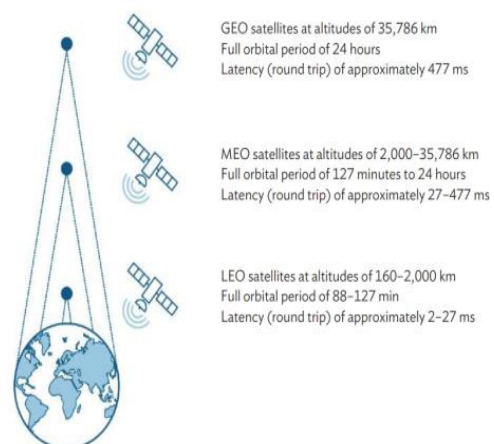 GEO satellites at altitudes of 35,786 km
Full orbital period of 24 hours
Latency (round trip) of approximately 477 ms
MEO satellites at altitudes of 2,000–35,786 km
Full orbital period of 127 minutes to 24 hours
Latency (round trip) of approximately 27–477 ms
LEO satellites at altitudes of 160–2,000 km
Full orbital period of 88–127 min
Latency (round trip) of approximately 2–27 ms